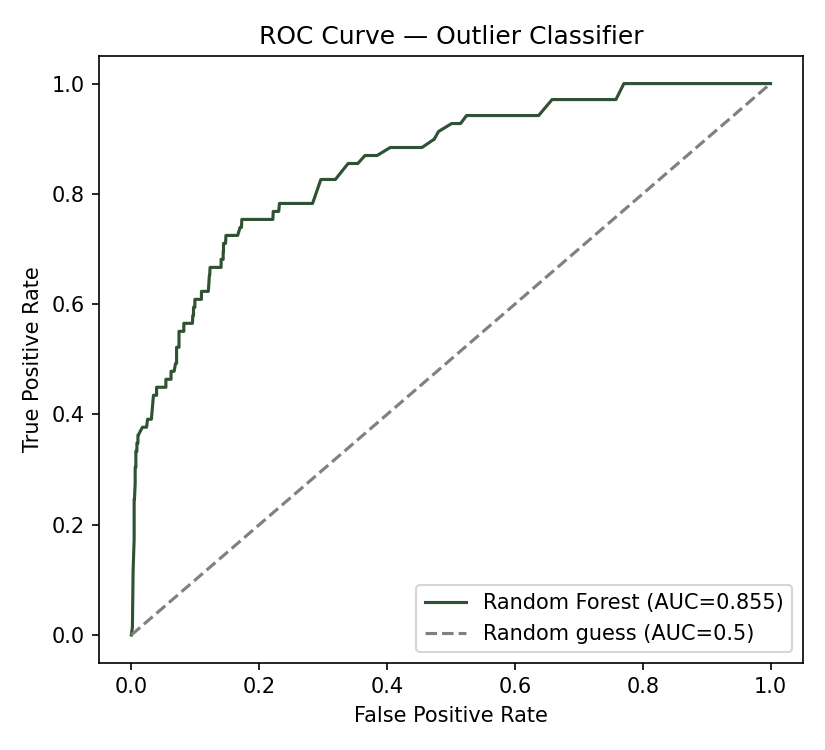 ROC Curve — Outlier Classifier
1.0
0.8
0.6
0.4
0.2
0.0
True Positive Rate
Random Forest (AUC=0.855)
Random guess (AUC=0.5)
0.0 0.2 0.4 0.6 0.8 1.0
False Positive Rate